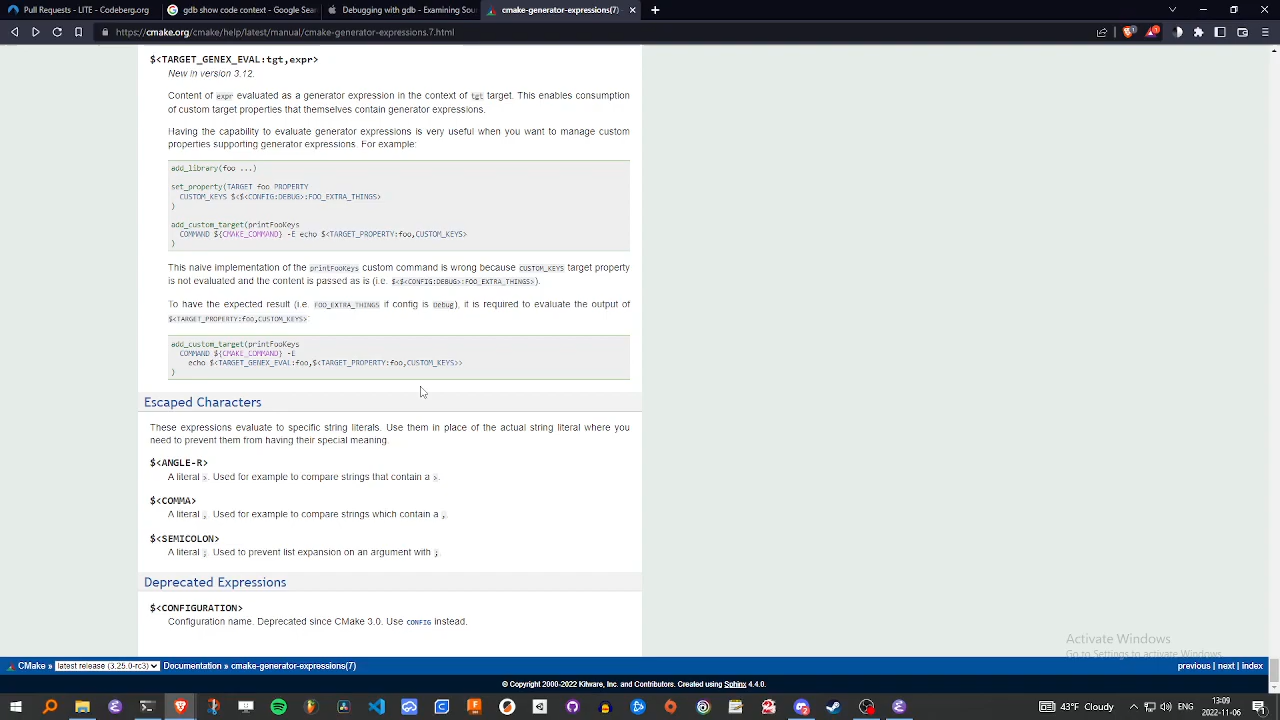 Pull Requests - LITE - Codeberg.org
gdb show code context - Google Sea
Debugging with gdb - Examining Sou
cmake-generator-expressions(7)
https://cmake.org/cmake/help/latest/manual/cmake-generator-expressions.7.html
$<TARGET_GENEX_EVAL:tgt,expr>
New in version 3.12.
Content of expr evaluated as a generator expression in the context of tgt target. This enables consumption
of custom target properties that themselves contain generator expressions.
Having the capability to evaluate generator expressions is very useful when you want to manage custom
properties supporting generator expressions. For example:
add_library(foo ...)
set_property(TARGET foo PROPERTY
CUSTOM_KEYS $<$<CONFIG:DEBUG>:FOO_EXTRA_THINGS>
)
add_custom_target(printFooKeys
COMMAND ${CMAKE_COMMAND} -E echo $<TARGET_PROPERTY:foo,CUSTOM_KEYS>
)
This naive implementation of the printFooKeys custom command is wrong because CUSTOM_KEYS target property
is not evaluated and the content is passed as is (i.e. $<$<CONFIG:DEBUG>:FOO_EXTRA_THINGS>).
To have the expected result (i.e. FOO_EXTRA_THINGS if config is Debug), it is required to evaluate the output of
$<TARGET_PROPERTY:foo,CUSTOM_KEYS>:
add_custom_target(printFooKeys
COMMAND ${CMAKE_COMMAND} -E
echo $<TARGET_GENEX_EVAL:foo,$<TARGET_PROPERTY:foo,CUSTOM_KEYS>>
)
Escaped Characters
These expressions evaluate to specific string literals. Use them in place of the actual string literal where you
need to prevent them from having their special meaning.
$<ANGLE-R>
A literal >. Used for example to compare strings that contain a >.
$<COMMA>
A literal ,. Used for example to compare strings which contain a ,.
$<SEMICOLON>
A literal ;. Used to prevent list expansion on an argument with ;.
Deprecated Expressions
$<CONFIGURATION>
Configuration name. Deprecated since CMake 3.0. Use CONFIG instead.
Activate Windows
Go to Settings to activate Windows.
CMake » latest release (3.25.0-rc3) Documentation » cmake-generator-expressions(7)
previous | next | index
© Copyright 2000-2022 Kitware, Inc. and Contributors. Created using Sphinx 4.4.0.
43°F Cloudy
ENG
13:09
2022-11-06